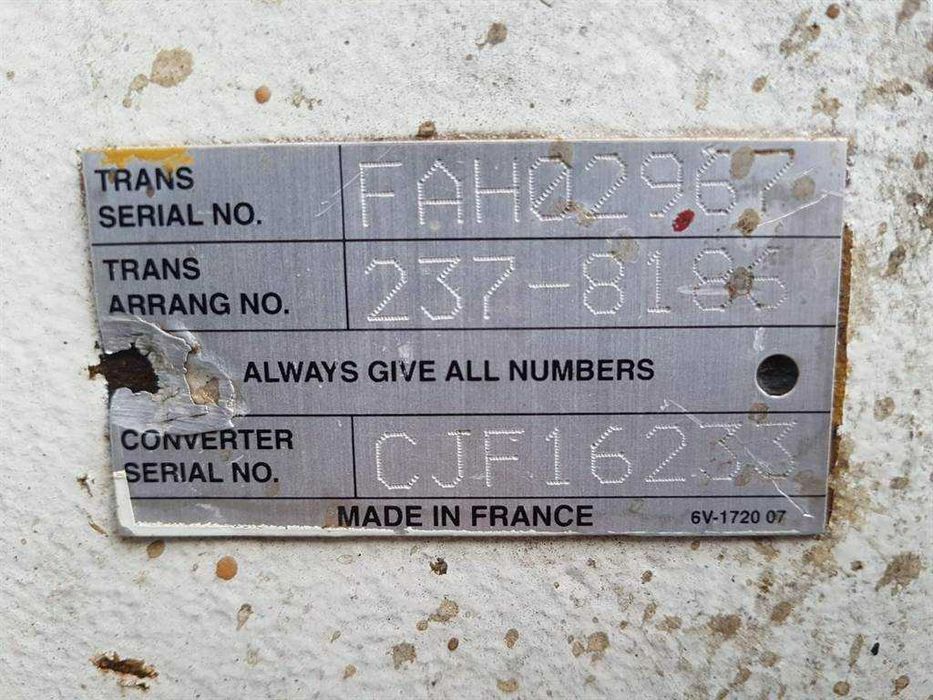 TRANS
SERIAL NO.
FAH02967
TRANS
ARRANG NO.
237-8186
ALWAYS GIVE ALL NUMBERS
CONVERTER
SERIAL NO.
CJF16233
MADE IN FRANCE
6V-1720 07